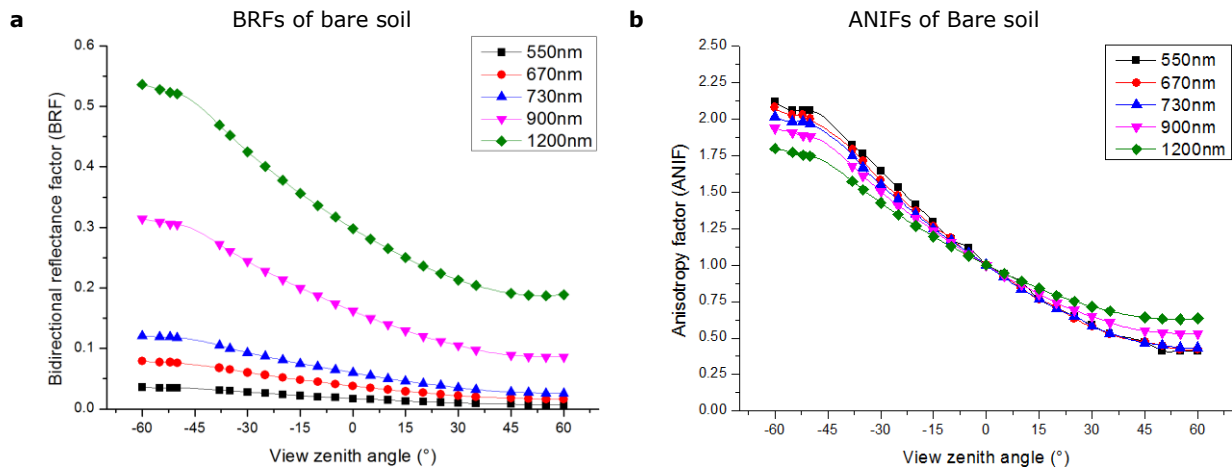 a
BRFs of bare soil
Bidirectional reflectance factor (BRF)
0.6
0.5
0.4
0.3
0.2
0.1
0.0
550nm
670nm
730nm
900nm
1200nm
-60 -45 -30 -15 0 15 30 45 60
View zenith angle (°)
b
ANIFs of Bare soil
Anisotropy factor (ANIF)
2.50
2.25
2.00
1.75
1.50
1.25
1.00
0.75
0.50
0.25
0.00
550nm
670nm
730nm
900nm
1200nm
-60 -45 -30 -15 0 15 30 45 60
View zenith angle (°)